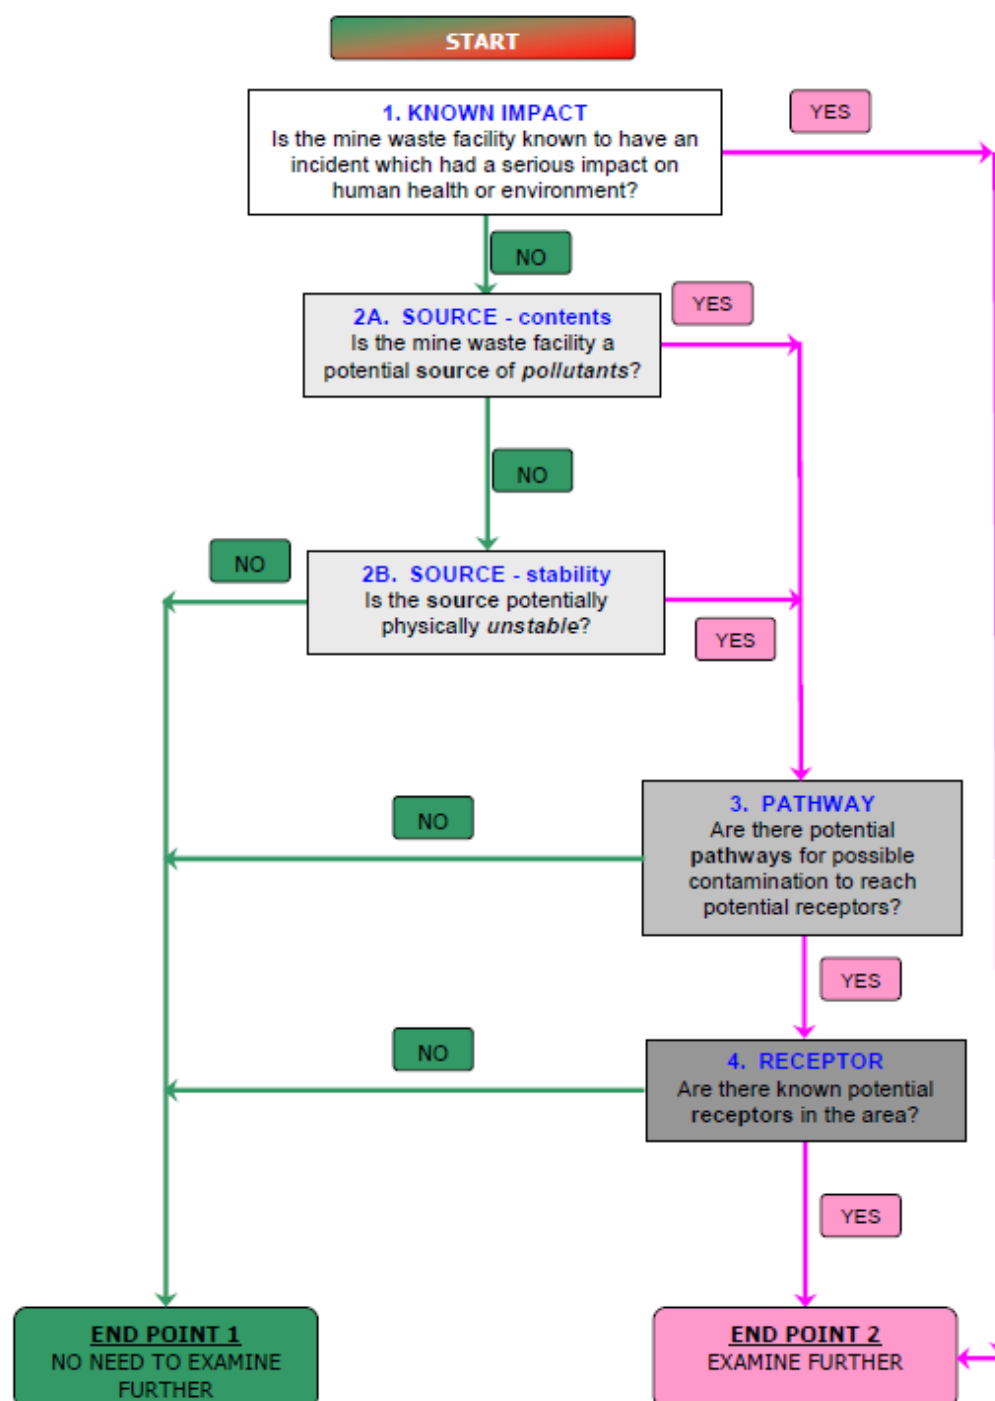 START
1. KNOWN IMPACT
Is the mine waste facility known to have an
incident which had a serious impact on
human health or environment?
YES
NO
2A. SOURCE - contents
Is the mine waste facility a
potential source of pollutants?
YES
NO
2B. SOURCE - stability
Is the source potentially
physically unstable?
NO
YES
3. PATHWAY
Are there potential
pathways for possible
contamination to reach
potential receptors?
NO
YES
4. RECEPTOR
Are there known potential
receptors in the area?
NO
YES
END POINT 1
NO NEED TO EXAMINE
FURTHER
END POINT 2
EXAMINE FURTHER